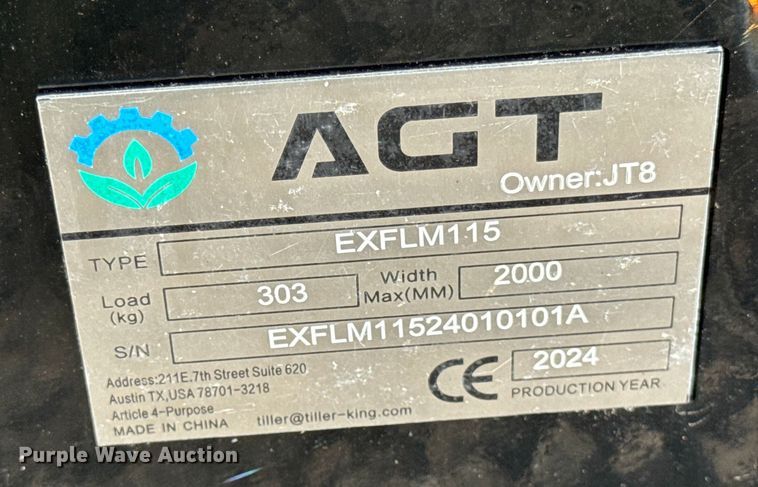 AGT
Owner:JT8
TYPE EXFLM115
Load (kg) 303 Width Max(MM) 2000
S/N EXFLM11524010101A
Address:211E.7th Street Suite 620
Austin TX,USA 78701-3218
Article 4-Purpose
MADE IN CHINA tiller@tiller-king.com
CE 2024
PRODUCTION YEAR
Purple Wave Auction